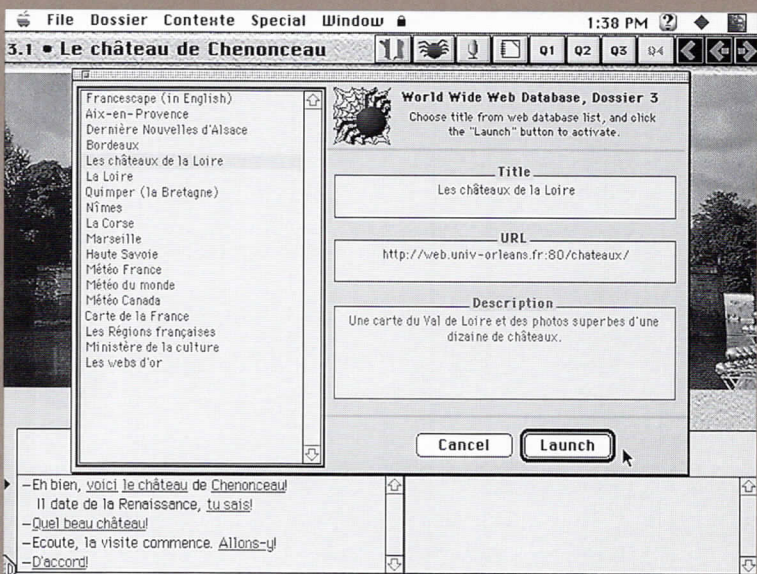 File Dossier Contexte Special Window 1:38 PM
3.1 • Le château de Chenonceau Q1 Q2 Q3 Q4
Francescape (in English)
Aix-en-Provence
Dernière Nouvelles d'Alsace
Bordeaux
Les châteaux de la Loire
La Loire
Quimper (la Bretagne)
Nîmes
La Corse
Marseille
Haute Savoie
Météo France
Météo du monde
Météo Canada
Carte de la France
Les Régions françaises
Ministère de la culture
Les webs d'or
World Wide Web Database, Dossier 3
Choose title from web database list, and click
the "Launch" button to activate.
Title
Les châteaux de la Loire
URL
http://web.univ-orleans.fr:80/chateaux/
Description
Une carte du Val de Loire et des photos superbes d'une
dizaine de châteaux.
Cancel Launch
–Eh bien, voici le château de Chenonceau!
Il date de la Renaissance, tu sais!
–Quel beau château!
–Ecoute, la visite commence. Allons-y!
–D'accord!